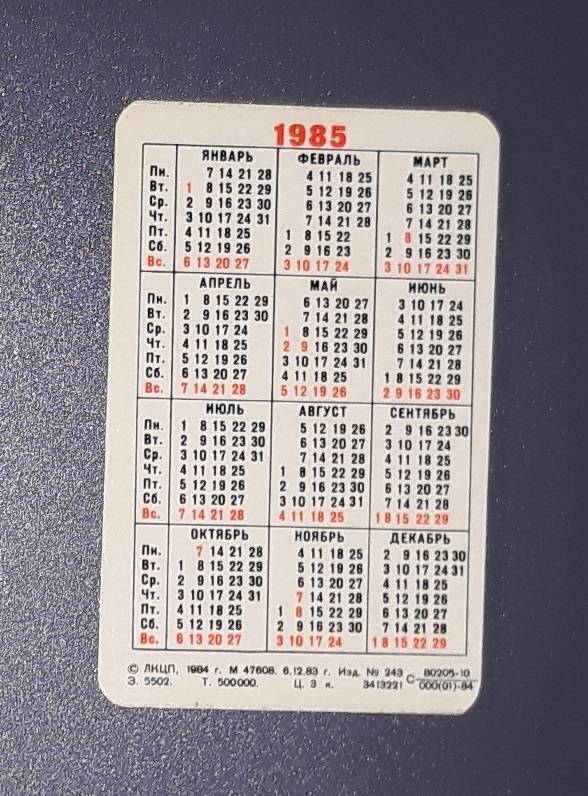 1985
ЯНВАРЬ ФЕВРАЛЬ МАРТ
Пн. 7 14 21 28 4 11 18 25 4 11 18 25
Вт. 1 8 15 22 29 5 12 19 26 5 12 19 26
Ср. 2 9 16 23 30 6 13 20 27 6 13 20 27
Чт. 3 10 17 24 31 7 14 21 28 7 14 21 28
Пт. 4 11 18 25 1 8 15 22 1 8 15 22 29
Сб. 5 12 19 26 2 9 16 23 2 9 16 23 30
Вс. 6 13 20 27 3 10 17 24 3 10 17 24 31
АПРЕЛЬ МАЙ ИЮНЬ
Пн. 1 8 15 22 29 6 13 20 27 3 10 17 24
Вт. 2 9 16 23 30 7 14 21 28 4 11 18 25
Ср. 3 10 17 24 1 8 15 22 29 5 12 19 26
Чт. 4 11 18 25 2 9 16 23 30 6 13 20 27
Пт. 5 12 19 26 3 10 17 24 31 7 14 21 28
Сб. 6 13 20 27 4 11 18 25 1 8 15 22 29
Вс. 7 14 21 28 5 12 19 26 2 9 16 23 30
ИЮЛЬ АВГУСТ СЕНТЯБРЬ
Пн. 1 8 15 22 29 5 12 19 26 2 9 16 23 30
Вт. 2 9 16 23 30 6 13 20 27 3 10 17 24
Ср. 3 10 17 24 31 7 14 21 28 4 11 18 25
Чт. 4 11 18 25 1 8 15 22 29 5 12 19 26
Пт. 5 12 19 26 2 9 16 23 30 6 13 20 27
Сб. 6 13 20 27 3 10 17 24 31 7 14 21 28
Вс. 7 14 21 28 4 11 18 25 1 8 15 22 29
ОКТЯБРЬ НОЯБРЬ ДЕКАБРЬ
Пн. 7 14 21 28 4 11 18 25 2 9 16 23 30
Вт. 1 8 15 22 29 5 12 19 26 3 10 17 24 31
Ср. 2 9 16 23 30 6 13 20 27 4 11 18 25
Чт. 3 10 17 24 31 7 14 21 28 5 12 19 26
Пт. 4 11 18 25 1 8 15 22 29 6 13 20 27
Сб. 5 12 19 26 2 9 16 23 30 7 14 21 28
Вс. 6 13 20 27 3 10 17 24 1 8 15 22 29
© ЛКЦП, 1984 г. М 47608. 6.12.83 г. Изд. № 243 С 80205-10
З. 5502. Т. 500000. Ц. 3 к. 3413221 000(01)-84